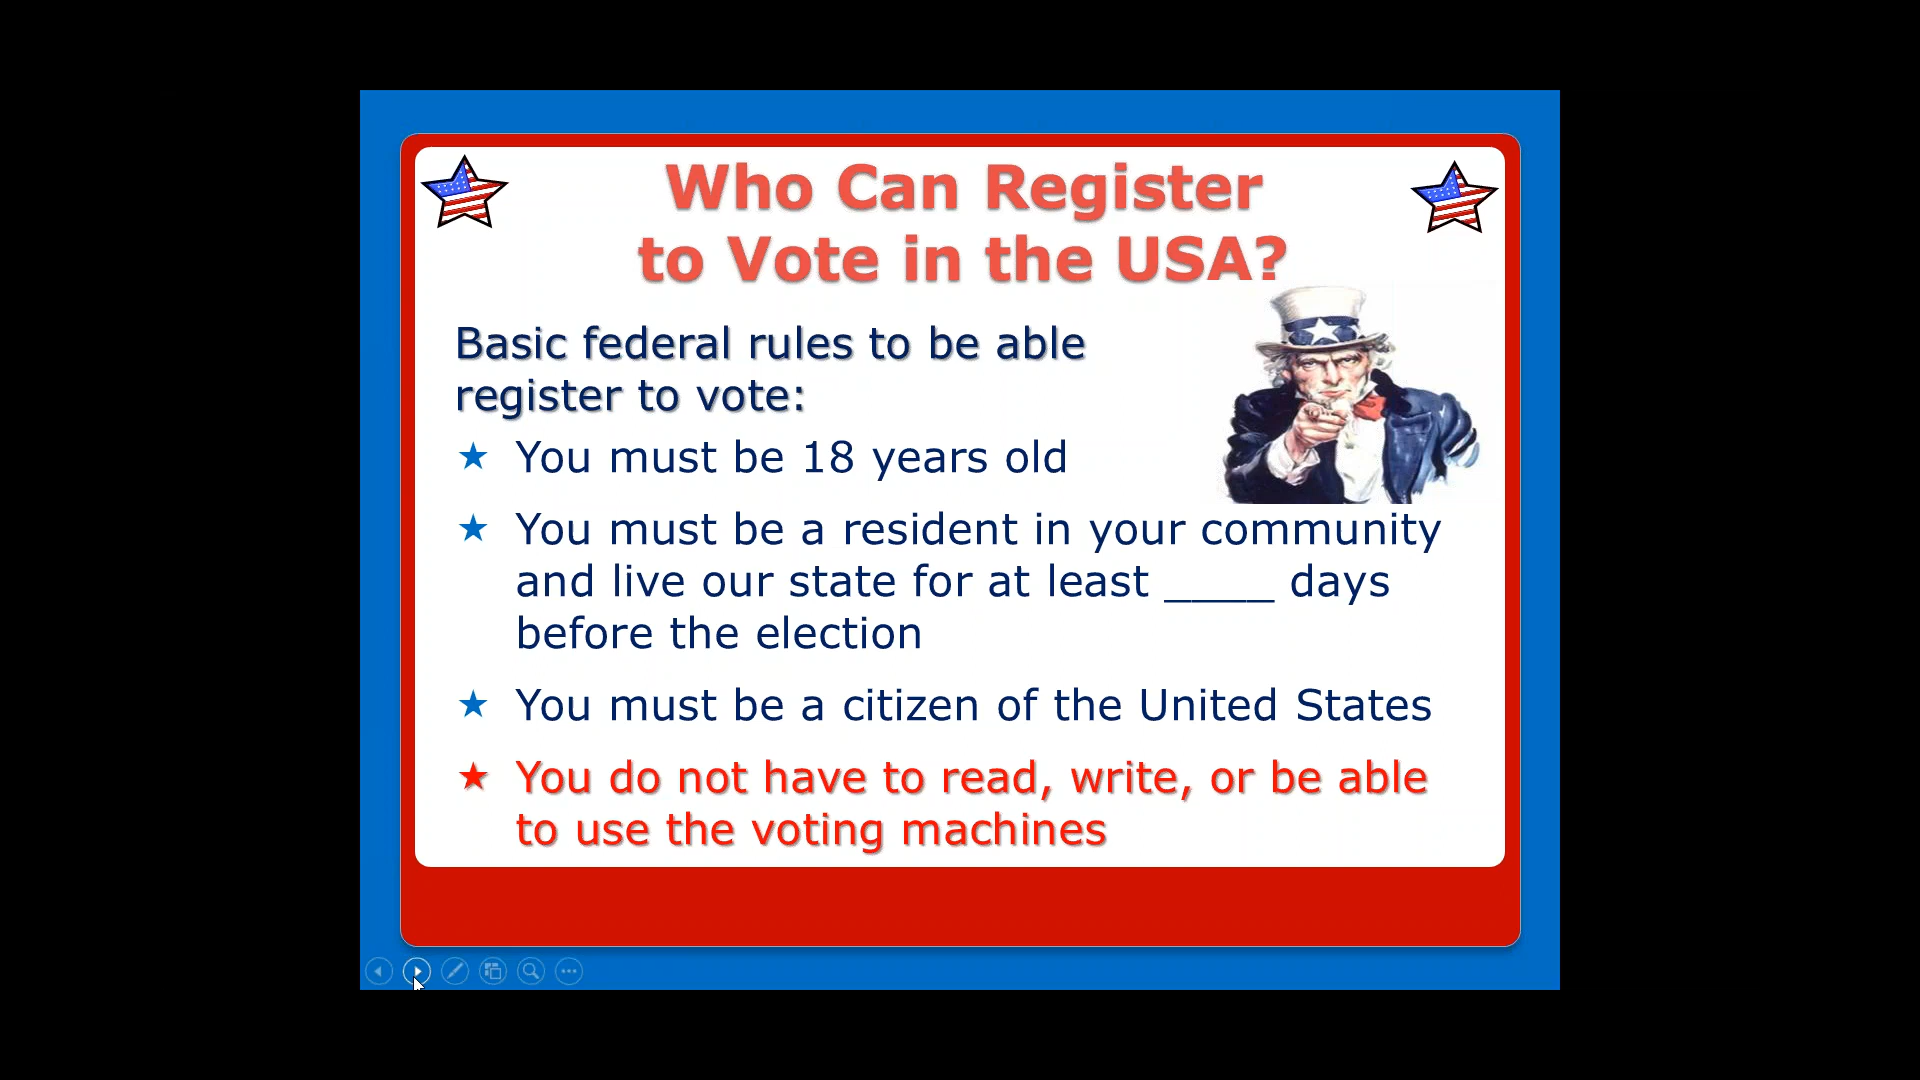 Who Can Register
to Vote in the USA?
Basic federal rules to be able
register to vote:
You must be 18 years old
You must be a resident in your community
and live our state for at least ____ days
before the election
You must be a citizen of the United States
You do not have to read, write, or be able
to use the voting machines